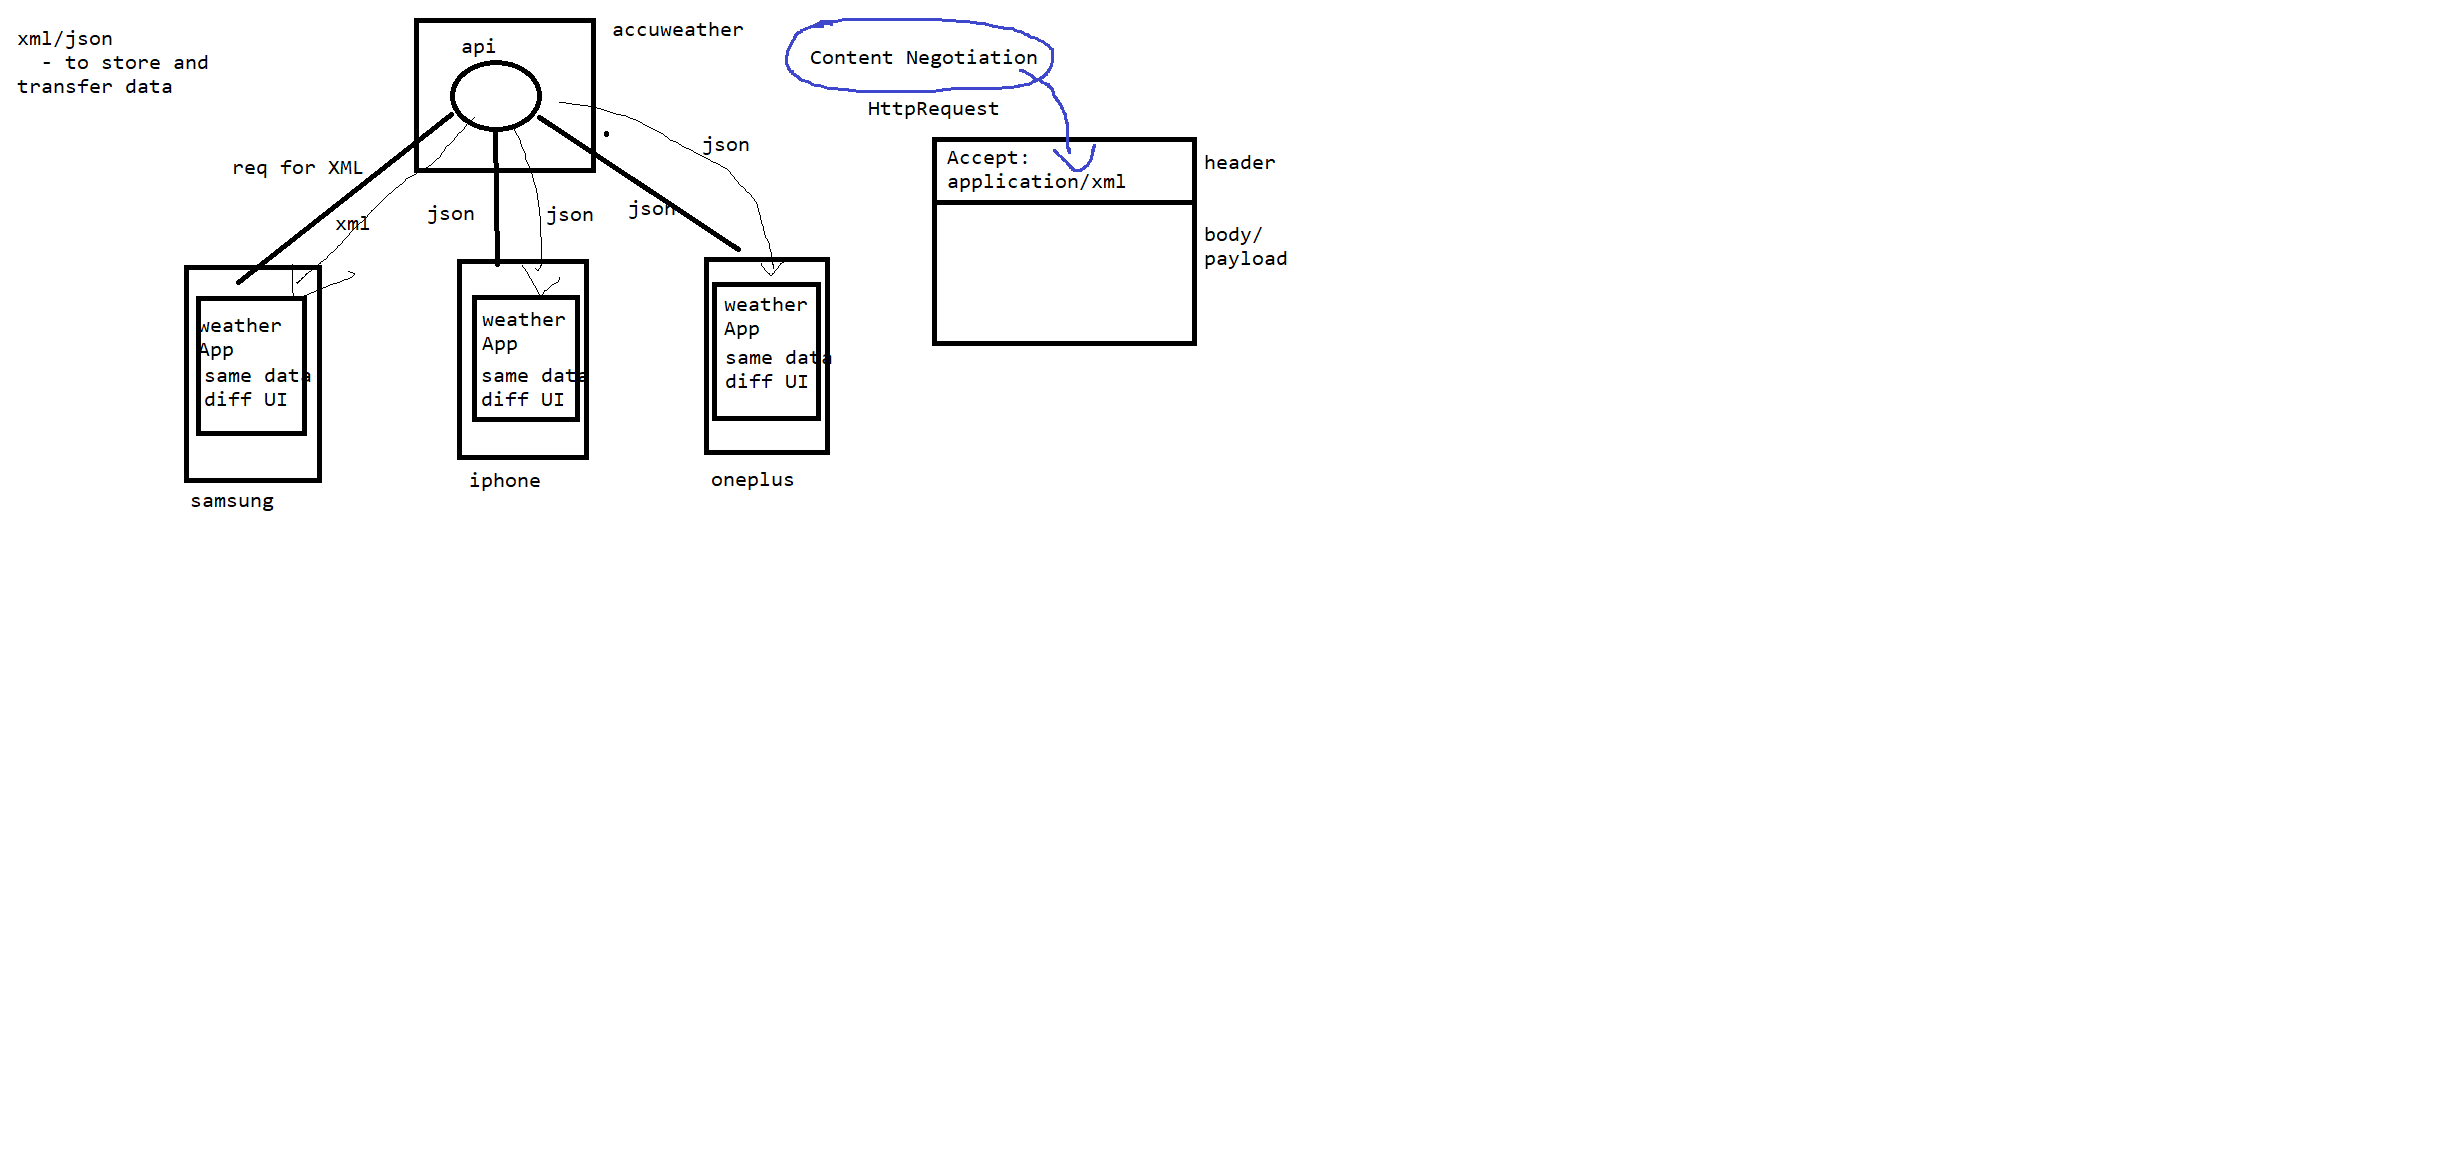 xml/json
- to store and
transfer data
api
accuweather
req for XML
xml
json
json
json
json
weather
App
same data
diff UI
samsung
weather
App
same data
diff UI
iphone
weather
App
same data
diff UI
oneplus
Content Negotiation
HttpRequest
Accept:
application/xml
header
body/
payload